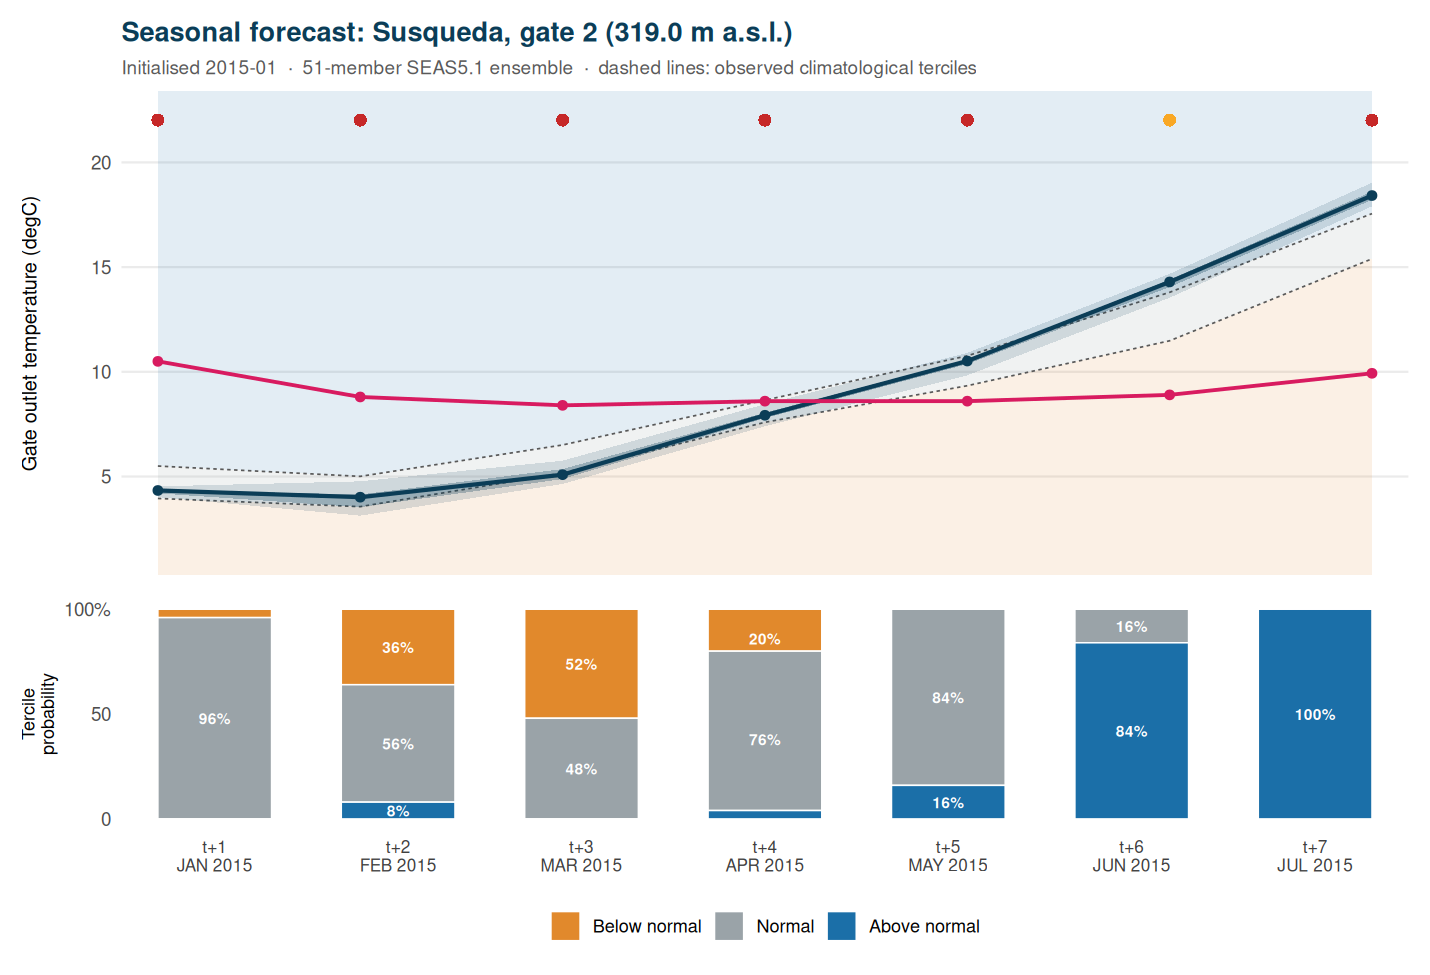 Seasonal forecast: Susqueda, gate 2 (319.0 m a.s.l.)
Initialised 2015-01 · 51-member SEAS5.1 ensemble · dashed lines: observed climatological terciles
Gate outlet temperature (degC)
20
15
10
5
Tercile
probability
100%
50
0
96%
36%
56%
8%
52%
48%
20%
76%
84%
16%
16%
84%
100%
t+1
JAN 2015
t+2
FEB 2015
t+3
MAR 2015
t+4
APR 2015
t+5
MAY 2015
t+6
JUN 2015
t+7
JUL 2015
Below normal
Normal
Above normal